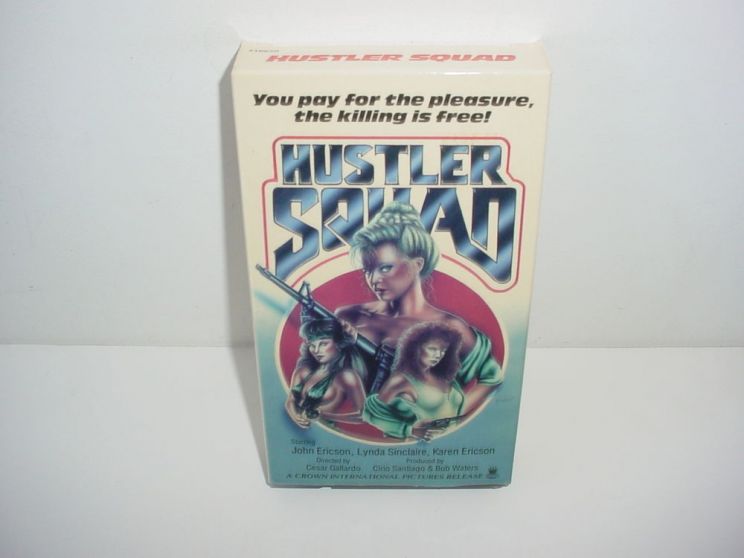 HUSTLER SQUAD
You pay for the pleasure,
the killing is free!
HUSTLER
SQUAD
Starring
John Ericson, Lynda Sinclaire, Karen Ericson
Directed by Produced by
Cesar Gallardo Cirio Santiago & Bob Waters
A CROWN INTERNATIONAL PICTURES RELEASE